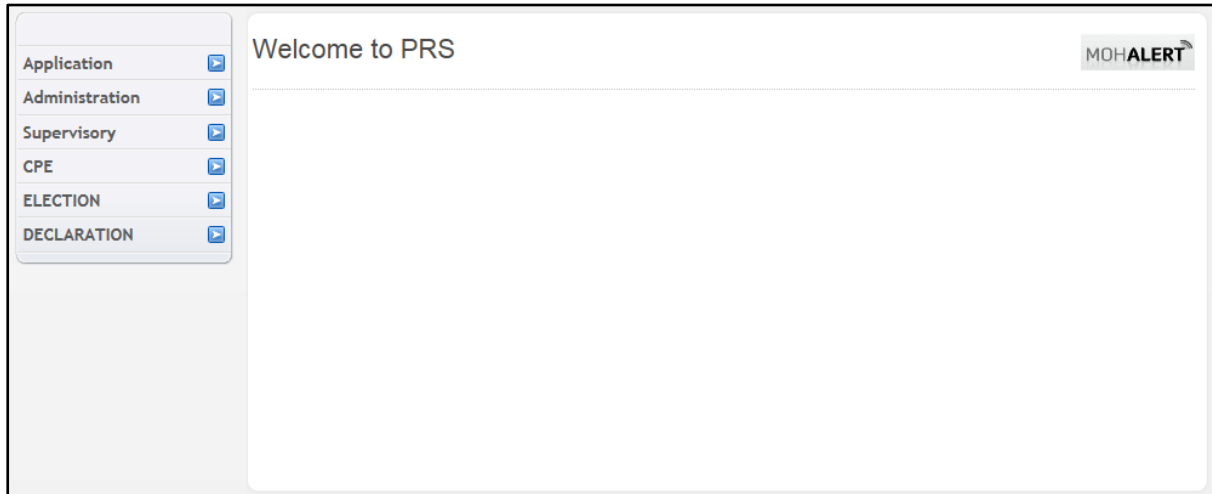 Application
Administration
Supervisory
CPE
ELECTION
DECLARATION
Welcome to PRS
MOHALERT